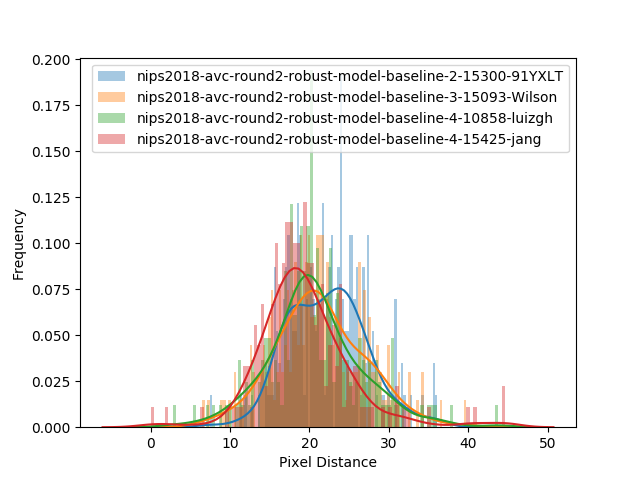 0.200
0.175
0.150
0.125
0.100
0.075
0.050
0.025
0.000
Frequency
nips2018-avc-round2-robust-model-baseline-2-15300-91YXLT
nips2018-avc-round2-robust-model-baseline-3-15093-Wilson
nips2018-avc-round2-robust-model-baseline-4-10858-luizgh
nips2018-avc-round2-robust-model-baseline-4-15425-jang
0 10 20 30 40 50
Pixel Distance